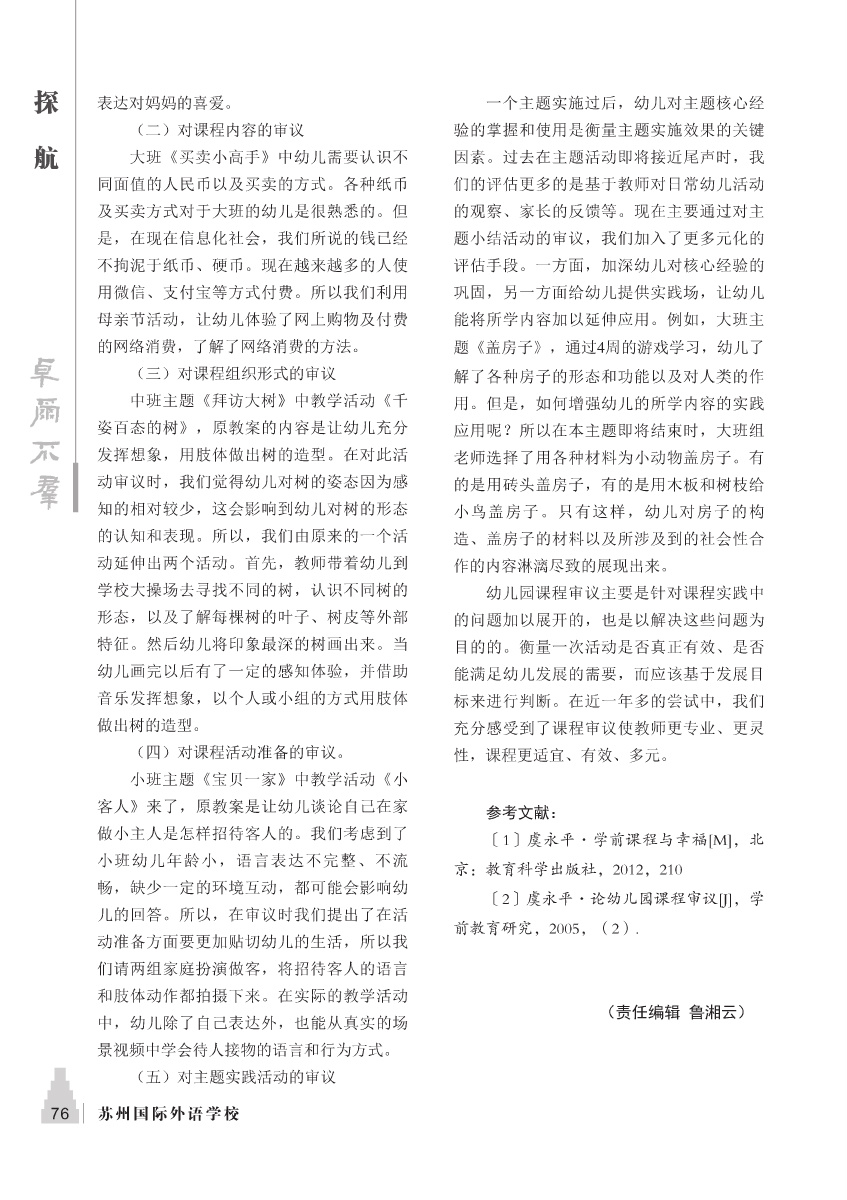 探
航
卓爾不群
表达对妈妈的喜爱。
（二）对课程内容的审议
大班《买卖小高手》中幼儿需要认识不
同面值的人民币以及买卖的方式。各种纸币
及买卖方式对于大班的幼儿是很熟悉的。但
是，在现在信息化社会，我们所说的钱已经
不拘泥于纸币、硬币。现在越来越多的人使
用微信、支付宝等方式付费。所以我们利用
母亲节活动，让幼儿体验了网上购物及付费
的网络消费，了解了网络消费的方法。
（三）对课程组织形式的审议
中班主题《拜访大树》中教学活动《千
姿百态的树》，原教案的内容是让幼儿充分
发挥想象，用肢体做出树的造型。在对此活
动审议时，我们觉得幼儿对树的姿态因为感
知的相对较少，这会影响到幼儿对树的形态
的认知和表现。所以，我们由原来的一个活
动延伸出两个活动。首先，教师带着幼儿到
学校大操场去寻找不同的树，认识不同树的
形态，以及了解每棵树的叶子、树皮等外部
特征。然后幼儿将印象最深的树画出来。当
幼儿画完以后有了一定的感知体验，并借助
音乐发挥想象，以个人或小组的方式用肢体
做出树的造型。
（四）对课程活动准备的审议。
小班主题《宝贝一家》中教学活动《小
客人》来了，原教案是让幼儿谈论自己在家
做小主人是怎样招待客人的。我们考虑到了
小班幼儿年龄小，语言表达不完整、不流
畅，缺少一定的环境互动，都可能会影响幼
儿的回答。所以，在审议时我们提出了在活
动准备方面要更加贴切幼儿的生活，所以我
们请两组家庭扮演做客，将招待客人的语言
和肢体动作都拍摄下来。在实际的教学活动
中，幼儿除了自己表达外，也能从真实的场
景视频中学会待人接物的语言和行为方式。
（五）对主题实践活动的审议
一个主题实施过后，幼儿对主题核心经
验的掌握和使用是衡量主题实施效果的关键
因素。过去在主题活动即将接近尾声时，我
们的评估更多的是基于教师对日常幼儿活动
的观察、家长的反馈等。现在主要通过对主
题小结活动的审议，我们加入了更多元化的
评估手段。一方面，加深幼儿对核心经验的
巩固，另一方面给幼儿提供实践场，让幼儿
能将所学内容加以延伸应用。例如，大班主
题《盖房子》，通过4周的游戏学习，幼儿了
解了各种房子的形态和功能以及对人类的作
用。但是，如何增强幼儿的所学内容的实践
应用呢？所以在本主题即将结束时，大班组
老师选择了用各种材料为小动物盖房子。有
的是用砖头盖房子，有的是用木板和树枝给
小鸟盖房子。只有这样，幼儿对房子的构
造、盖房子的材料以及所涉及到的社会性合
作的内容淋漓尽致的展现出来。
幼儿园课程审议主要是针对课程实践中
的问题加以展开的，也是以解决这些问题为
目的的。衡量一次活动是否真正有效、是否
能满足幼儿发展的需要，而应该基于发展目
标来进行判断。在近一年多的尝试中，我们
充分感受到了课程审议使教师更专业、更灵
性，课程更适宜、有效、多元。
参考文献：
〔1〕虞永平·学前课程与幸福[M]，北
京：教育科学出版社，2012，210
〔2〕虞永平·论幼儿园课程审议[J]，学
前教育研究，2005，（2）.
（责任编辑 鲁湘云）
76 苏州国际外语学校